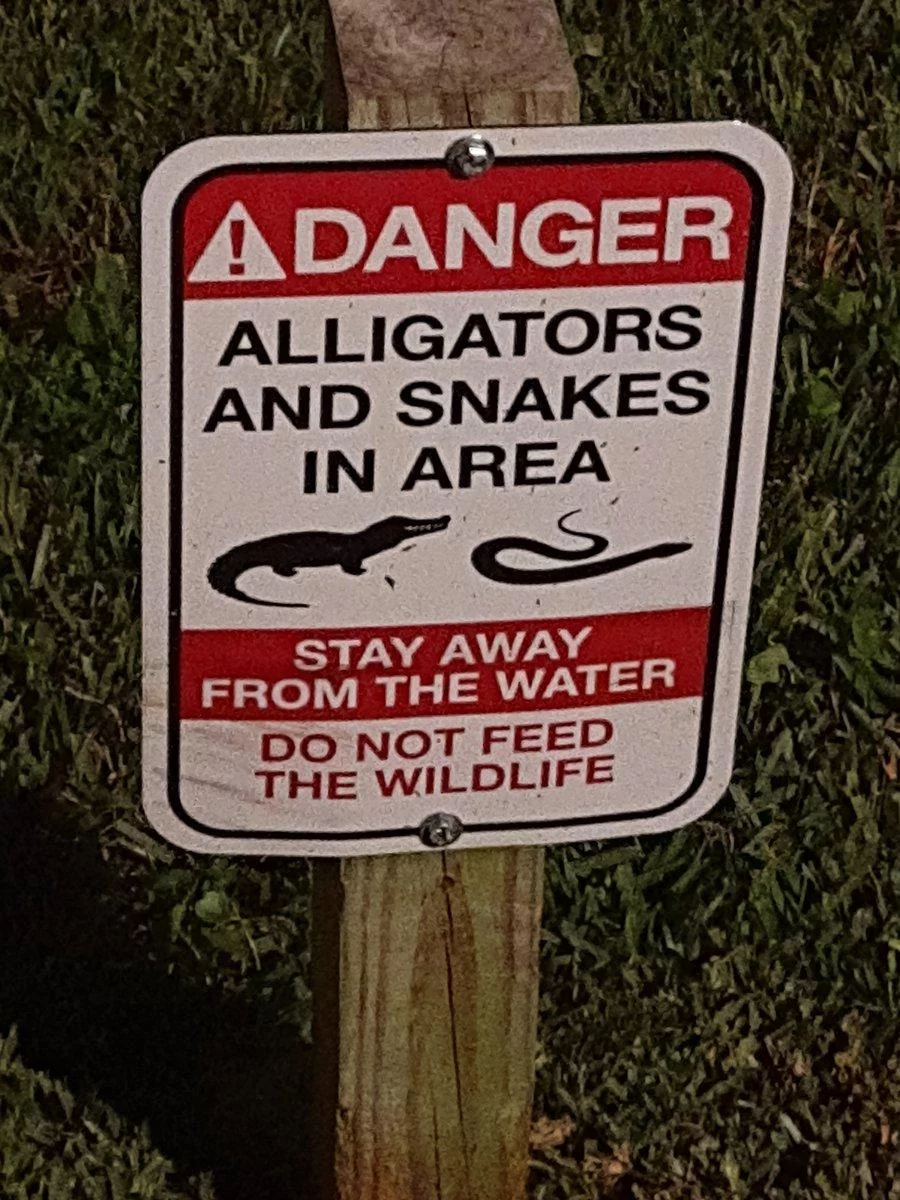 DANGER
ALLIGATORS
AND SNAKES
IN AREA
STAY AWAY
FROM THE WATER
DO NOT FEED
THE WILDLIFE